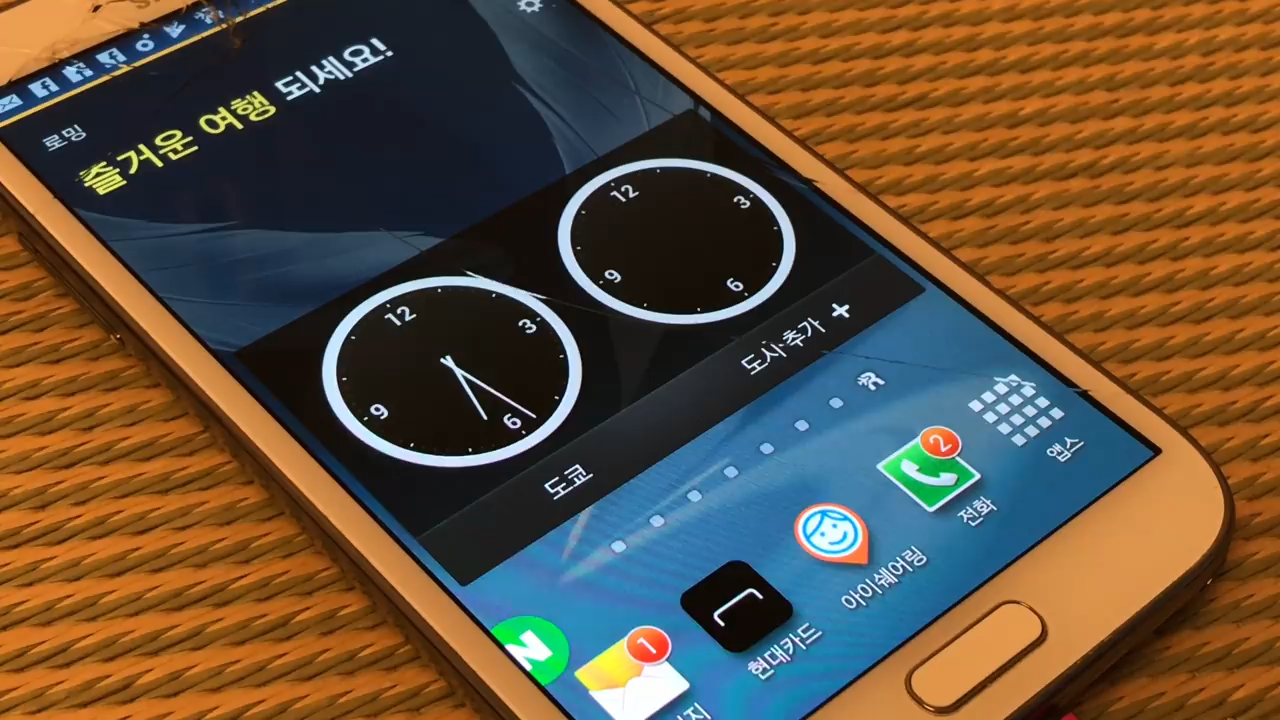 로밍
즐거운 여행 되세요!
12
3
6
9
12
3
6
9
도쿄
도시 추가 +
앱스
2
전화
아이쉐어링
현대카드
1
N